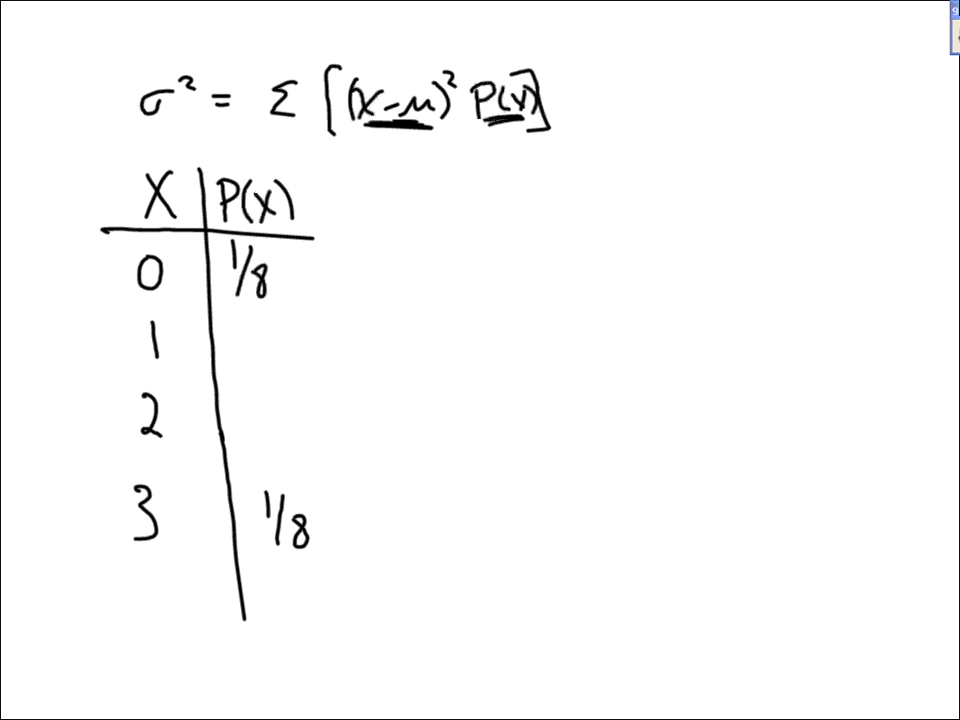 σ² = Σ [(x-μ)² P(x)]
X P(x)
0 1/8
1
2
3 1/8